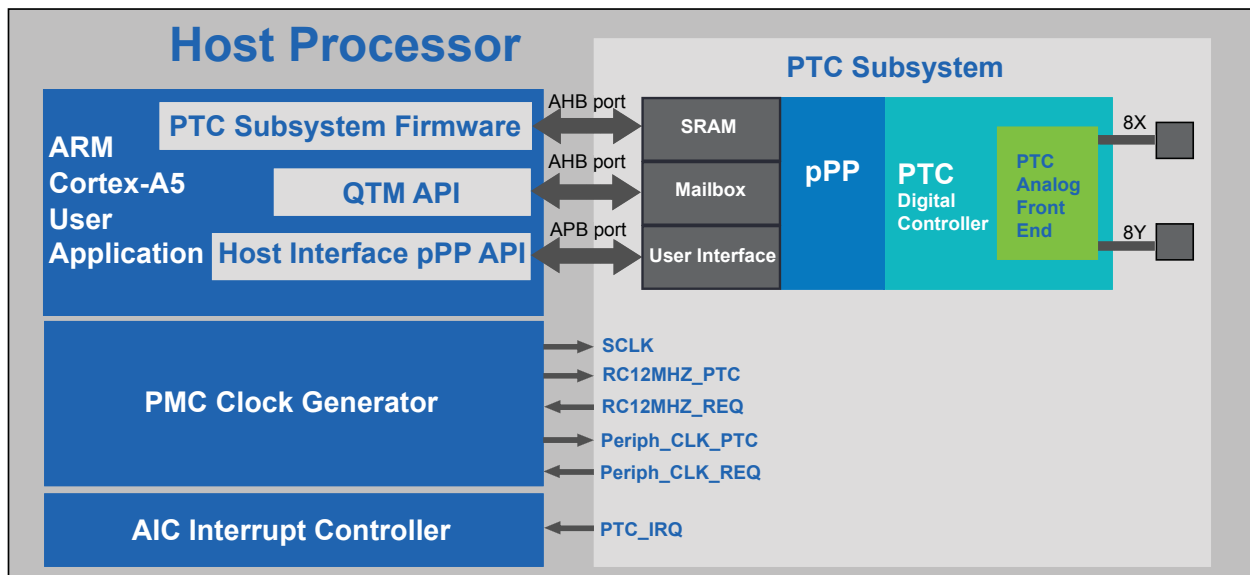 Host Processor
PTC Subsystem
ARM
Cortex-A5
User
Application
PTC Subsystem Firmware
QTM API
Host Interface pPP API
AHB port
AHB port
APB port
SRAM
Mailbox
User Interface
pPP
PTC
Digital
Controller
PTC
Analog
Front
End
8X
8Y
PMC Clock Generator
SCLK
RC12MHZ_PTC
RC12MHZ_REQ
Periph_CLK_PTC
Periph_CLK_REQ
AIC Interrupt Controller
PTC_IRQ